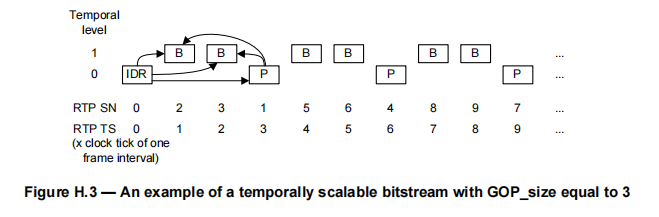 Temporal
level
1 B B B B B B ...
0 IDR P P P ...
RTP SN 0 2 3 1 5 6 4 8 9 7 ...
RTP TS 0 1 2 3 4 5 6 7 8 9 ...
(x clock tick of one
frame interval)
Figure H.3 — An example of a temporally scalable bitstream with GOP_size equal to 3